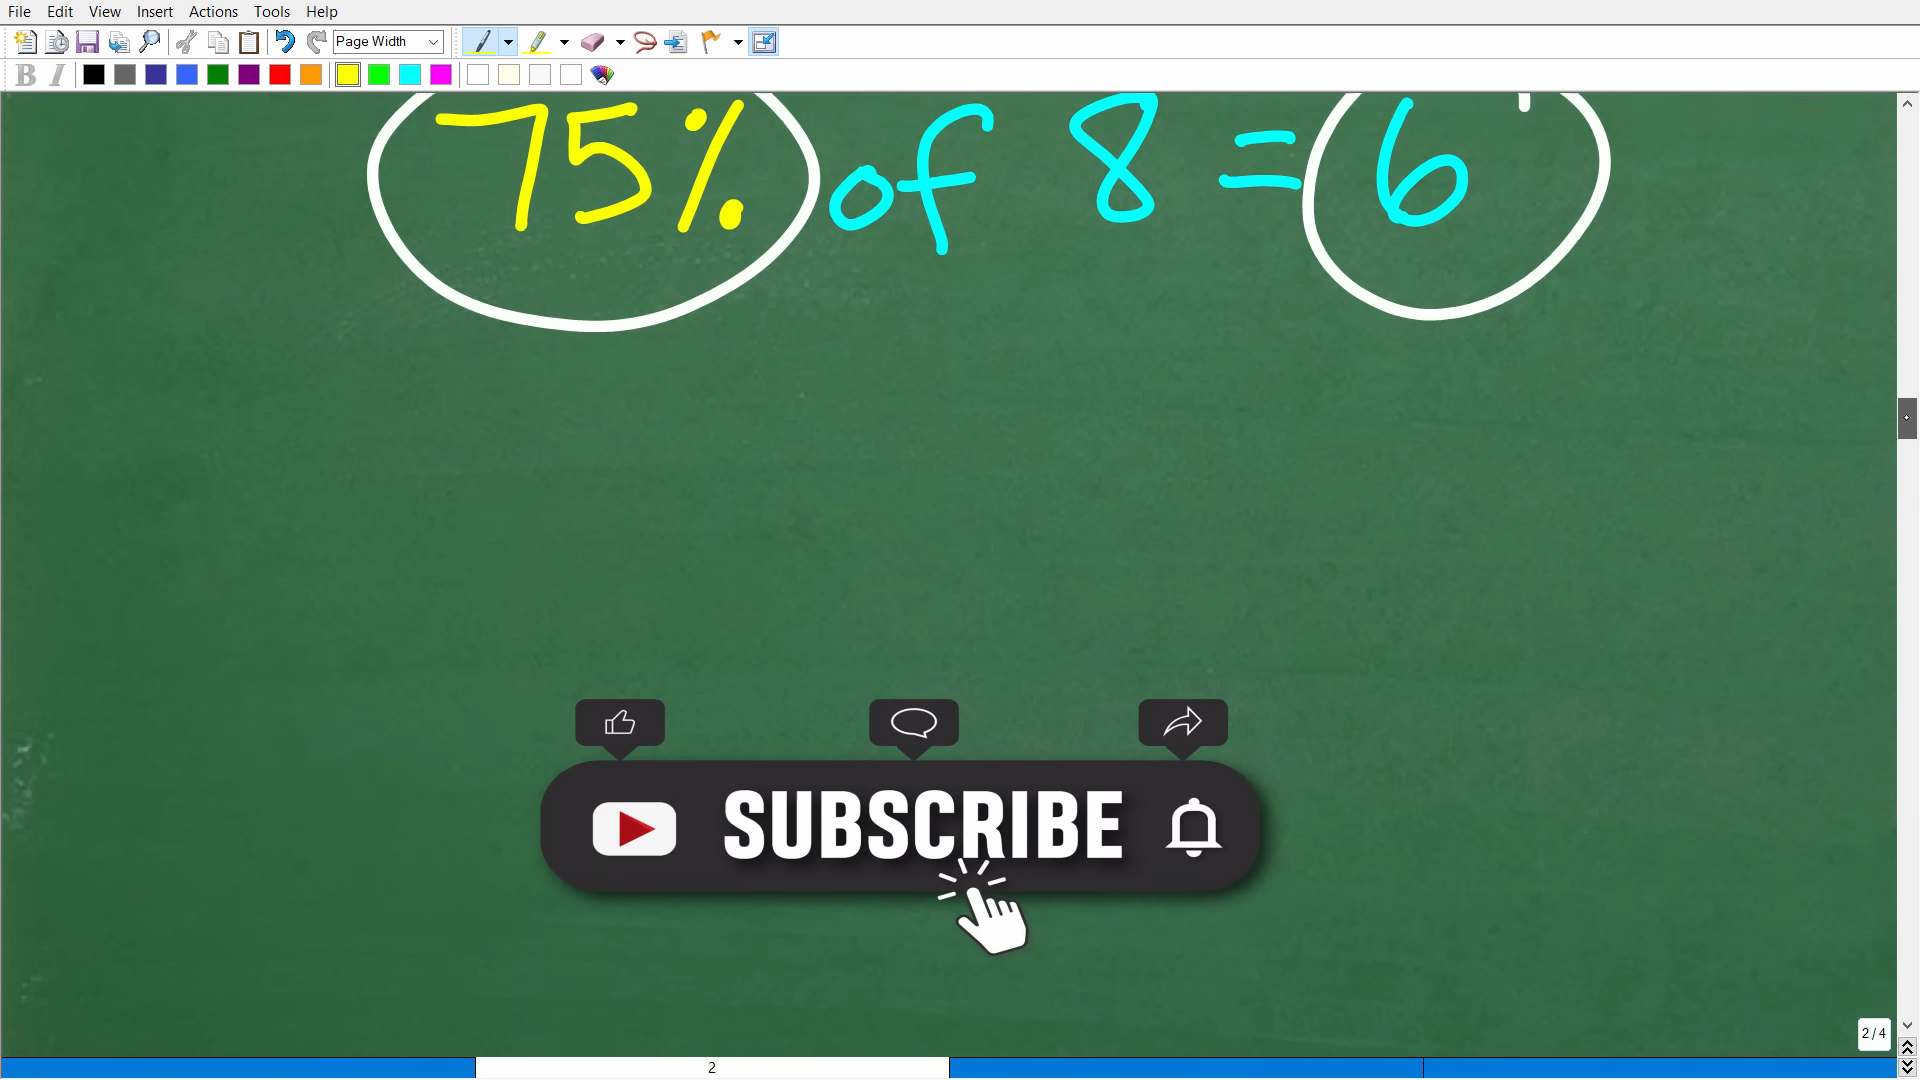 File Edit View Insert Actions Tools Help
Page Width
B I
75% of 8 = 6
SUBSCRIBE
2 / 4
2